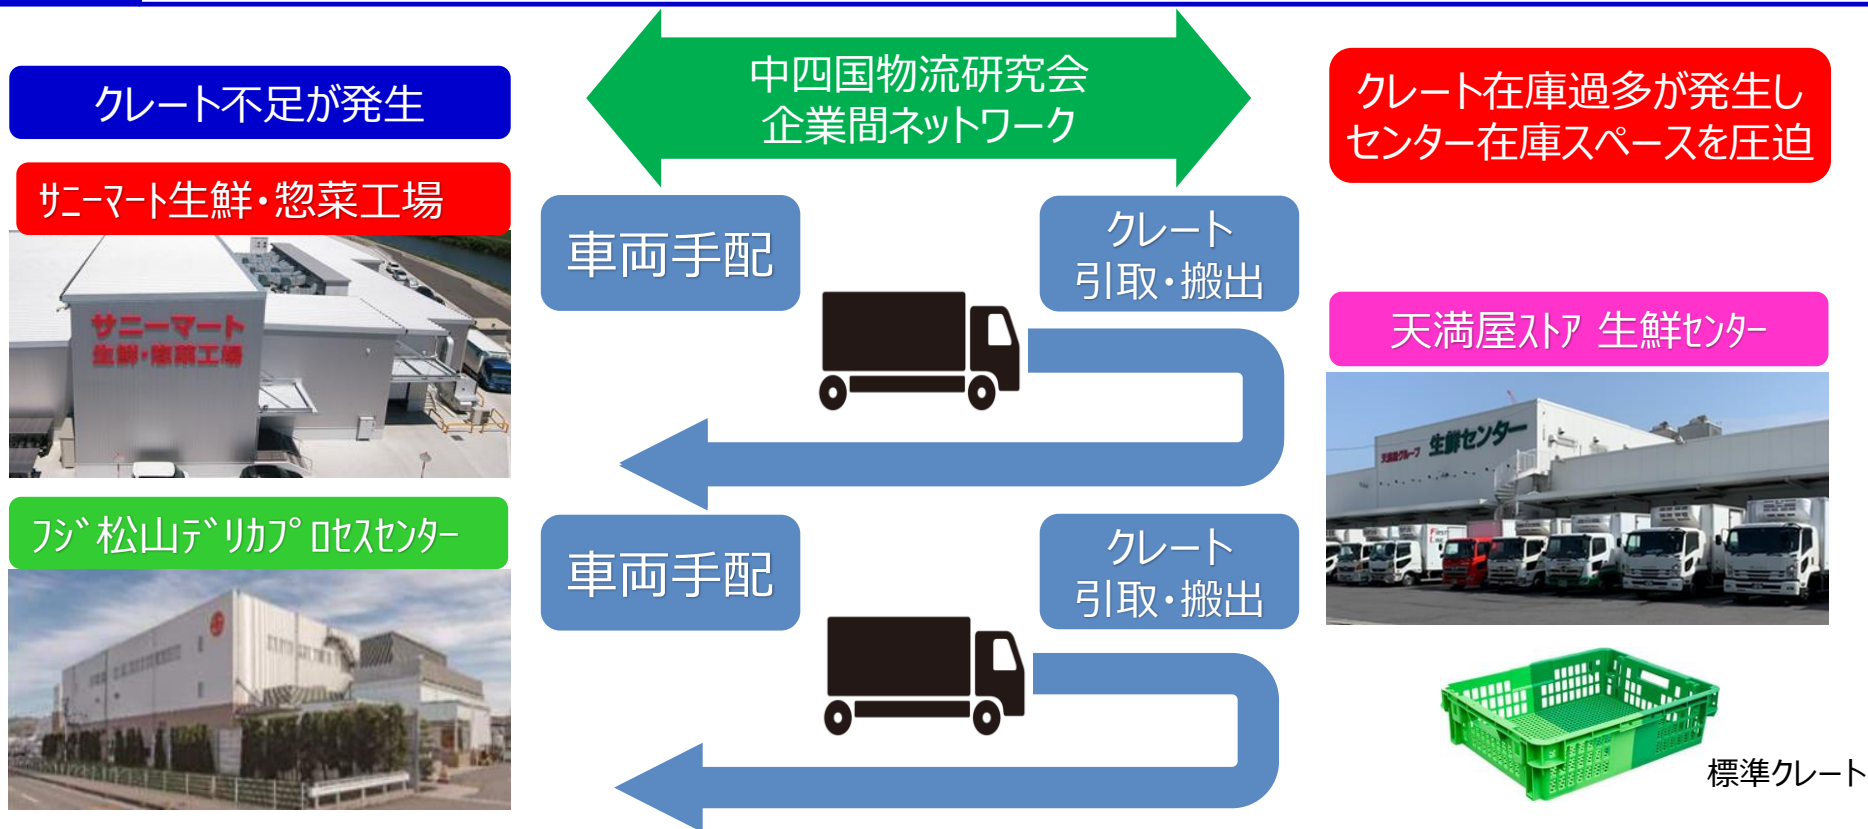 中四国物流研究会
企業間ネットワーク
クレート不足が発生
クレート在庫過多が発生し
センター在庫スペースを圧迫
ｻﾆｰﾏｰﾄ生鮮･惣菜工場
サニーマート
生鮮・惣菜工場
車両手配
クレート
引取･搬出
天満屋ｽﾄｱ 生鮮ｾﾝﾀｰ
天満屋グループ 生鮮センター
ﾌｼﾞ松山ﾃﾞﾘｶﾌﾟﾛｾｽｾﾝﾀｰ
車両手配
クレート
引取･搬出
標準クレート